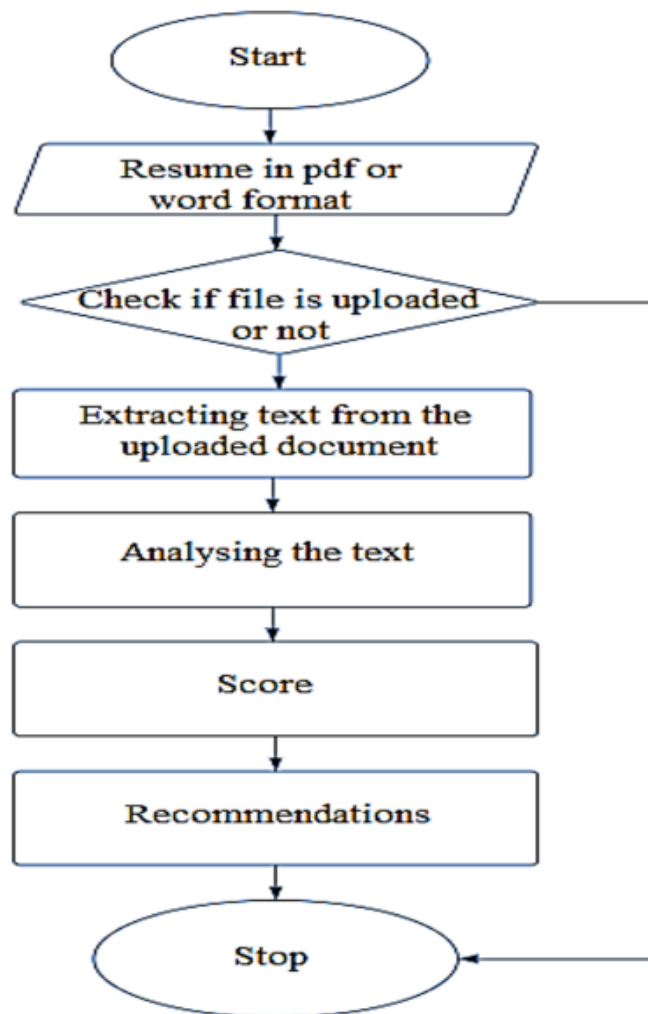 Start
Resume in pdf or
word format
Check if file is uploaded
or not
Extracting text from the
uploaded document
Analysing the text
Score
Recommendations
Stop